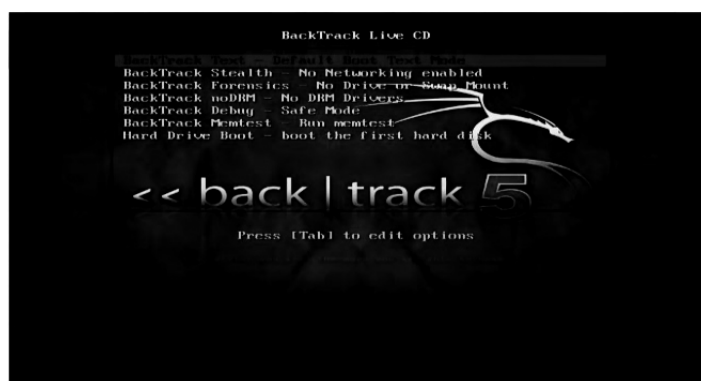 BackTrack Live CD
BackTrack Text - Default Boot Text Mode
BackTrack Stealth - No Networking enabled
BackTrack Forensics - No Drive or Swap Mount
BackTrack noDRM - No DRM Drivers
BackTrack Debug - Safe Mode
BackTrack Memtest - Run memtest
Hard Drive Boot - boot the first hard disk
<< back | track 5
Press [Tab] to edit options